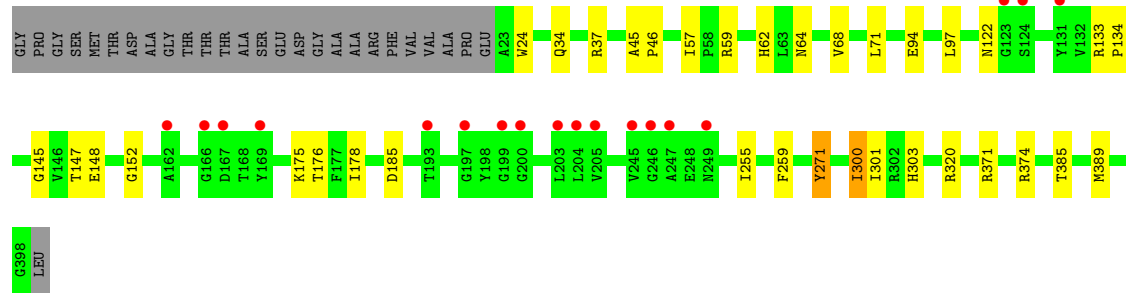 GLY PRO GLY SER MET THR ASP ALA GLY THR THR THR ALA SER GLU ASP GLY ALA ALA ARG PHE VAL VAL ALA PRO GLU A23 W24 Q34 R37 A45 P46 I57 P58 R59 H62 L63 N64 V68 L71 E94 L97 N122 G123 S124 Y131 V132 R133 P134
G145 V146 T147 E148 G152 A162 G166 D167 T168 Y169 K175 T176 F177 I178 D185 T193 G197 Y198 G199 G200 L203 L204 V205 V245 G246 A247 E248 N249 I255 F259 Y271 I300 I301 R302 H303 R320 R371 R374 T385 M389
G398 LEU